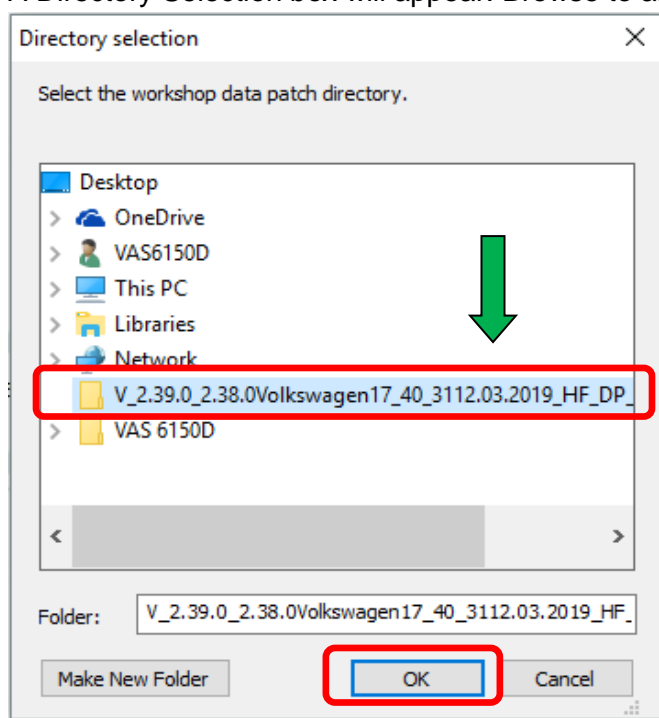 Directory selection
Select the workshop data patch directory.
Desktop
OneDrive
VAS6150D
This PC
Libraries
Network
V_2.39.0_2.38.0Volkswagen17_40_3112.03.2019_HF_DP_
VAS 6150D
Folder: V_2.39.0_2.38.0Volkswagen17_40_3112.03.2019_HF_
Make New Folder OK Cancel